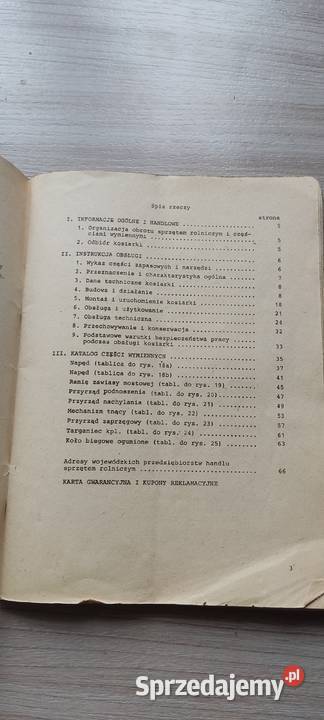 Spis rzeczy
strona
I. INFORMACJE OGÓLNE I HANDLOWE 5
1. Organizacja obrotu sprzętem rolniczym i częściami wymiennymi 5
2. Odbiór kosiarki 5
II. INSTRUKCJA OBSŁUGI 6
1. Wykaz części zapasowych i narzędzi 6
2. Przeznaczenie i charakterystyka ogólna 7
3. Dane techniczne kosiarki 8
4. Budowa i działanie 8
5. Montaż i uruchomienie kosiarki 18
6. Obsługa i użytkowanie 21
7. Obsługa techniczna 24
8. Przechowywanie i konserwacja 32
9. Podstawowe warunki bezpieczeństwa pracy
podczas obsługi kosiarki 33
III. KATALOG CZĘŚCI WYMIENNYCH 35
Napęd (tablica do rys. 18a) 37
Napęd (tablica do rys. 18b) 41
Ramię zawiasy mostowej (tabl. do rys. 19) 45
Przyrząd podnoszenia (tabl. do rys. 20) 47
Przyrząd nachylania (tabl. do rys. 21) 49
Mechanizm tnący (tabl. do rys. 22) 53
Przyrząd zaprzęgowy (tabl. do rys. 23) 57
Targaniec kpl. (tabl. do rys. 24) 61
Koło biegowe ogumione (tabl. do rys. 25) 63
Adresy wojewódzkich przedsiębiorstw handlu
sprzętem rolniczym 66
KARTA GWARANCYJNA I KUPONY REKLAMACYJNE
3
Sprzedajemy.pl